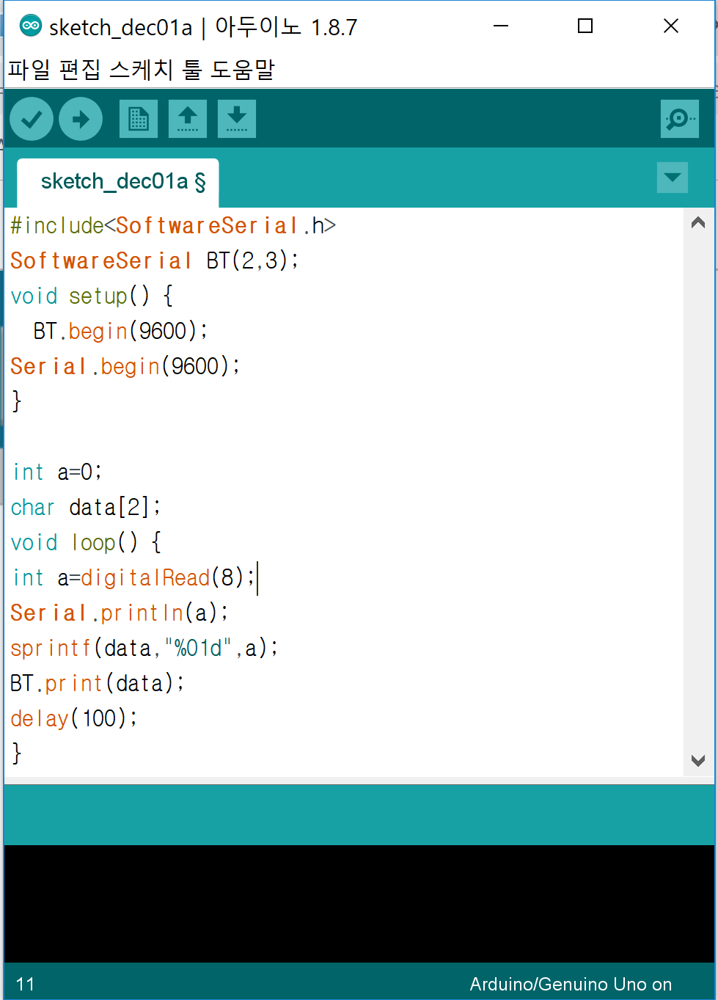 sketch_dec01a | 아두이노 1.8.7
파일 편집 스케치 툴 도움말
sketch_dec01a §
#include<SoftwareSerial.h>
SoftwareSerial BT(2,3);
void setup() {
  BT.begin(9600);
Serial.begin(9600);
}
int a=0;
char data[2];
void loop() {
int a=digitalRead(8);
Serial.println(a);
sprintf(data,"%01d",a);
BT.print(data);
delay(100);
}
11
Arduino/Genuino Uno on